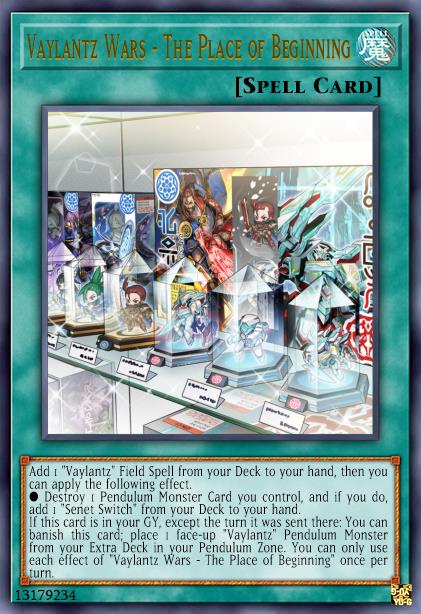 Vaylantz Wars - The Place of Beginning
SPELL
魔
[Spell Card]
Add 1 "Vaylantz" Field Spell from your Deck to your hand, then you
can apply the following effect.
● Destroy 1 Pendulum Monster Card you control, and if you do,
add 1 "Senet Switch" from your Deck to your hand.
If this card is in your GY, except the turn it was sent there: You can
banish this card; place 1 face-up "Vaylantz" Pendulum Monster
from your Extra Deck in your Pendulum Zone. You can only use
each effect of "Vaylantz Wars - The Place of Beginning" once per
turn.
13179234